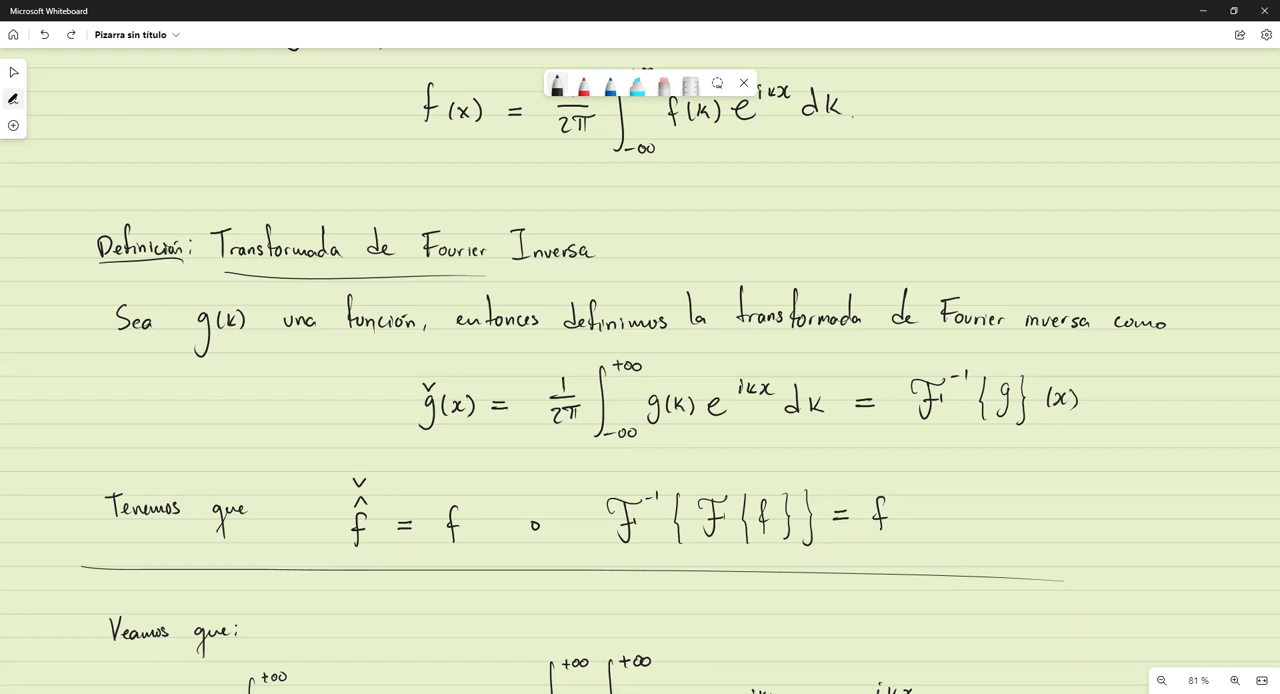 Microsoft Whiteboard
Pizarra sin título
f(x) = 1/2π ∫_{-∞} f(k) e^{ikx} dk.
Definición: Transformada de Fourier Inversa
Sea g(k) una función, entonces definimos la transformada de Fourier inversa como
ǧ(x) = 1/2π ∫_{-∞}^{+∞} g(k) e^{ikx} dk = ℱ^{-1}{g}(x)
Tenemos que f̂̌ = f o ℱ^{-1}{ℱ{f}} = f
Veamos que:
∫^{+∞} ∫^{+∞} ∫^{+∞} ikx
81 %